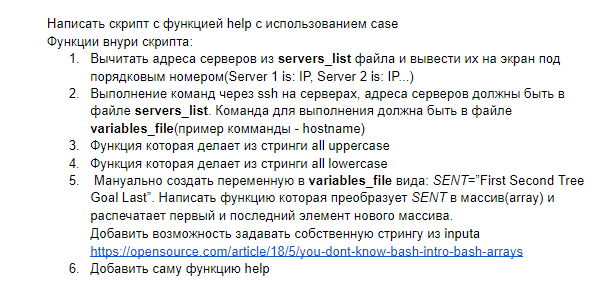 Написать скрипт с функцией help с использованием case
Функции внури скрипта:
1. Вычитать адреса серверов из servers_list файла и вывести их на экран под
порядковым номером(Server 1 is: IP, Server 2 is: IP...)
2. Выполнение команд через ssh на серверах, адреса серверов должны быть в
файле servers_list. Команда для выполнения должна быть в файле
variables_file(пример комманды - hostname)
3. Функция которая делает из стринги all uppercase
4. Функция которая делает из стринги all lowercase
5. Мануально создать переменную в variables_file вида: SENT=”First Second Tree
Goal Last”. Написать функцию которая преобразует SENT в массив(array) и
распечатает первый и последний элемент нового массива.
Добавить возможность задавать собственную стрингу из inputa
https://opensource.com/article/18/5/you-dont-know-bash-intro-bash-arrays
6. Добавить саму функцию help